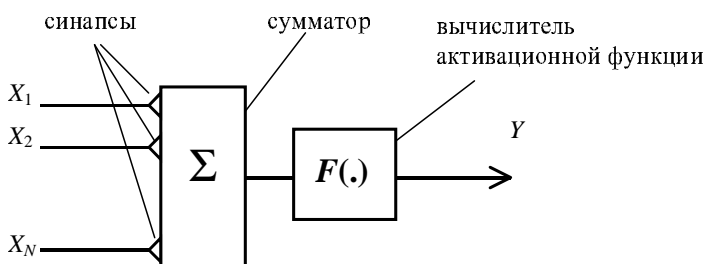 синапсы
сумматор
вычислитель
активационной функции
X1
X2
Y
Σ
F(.)
XN